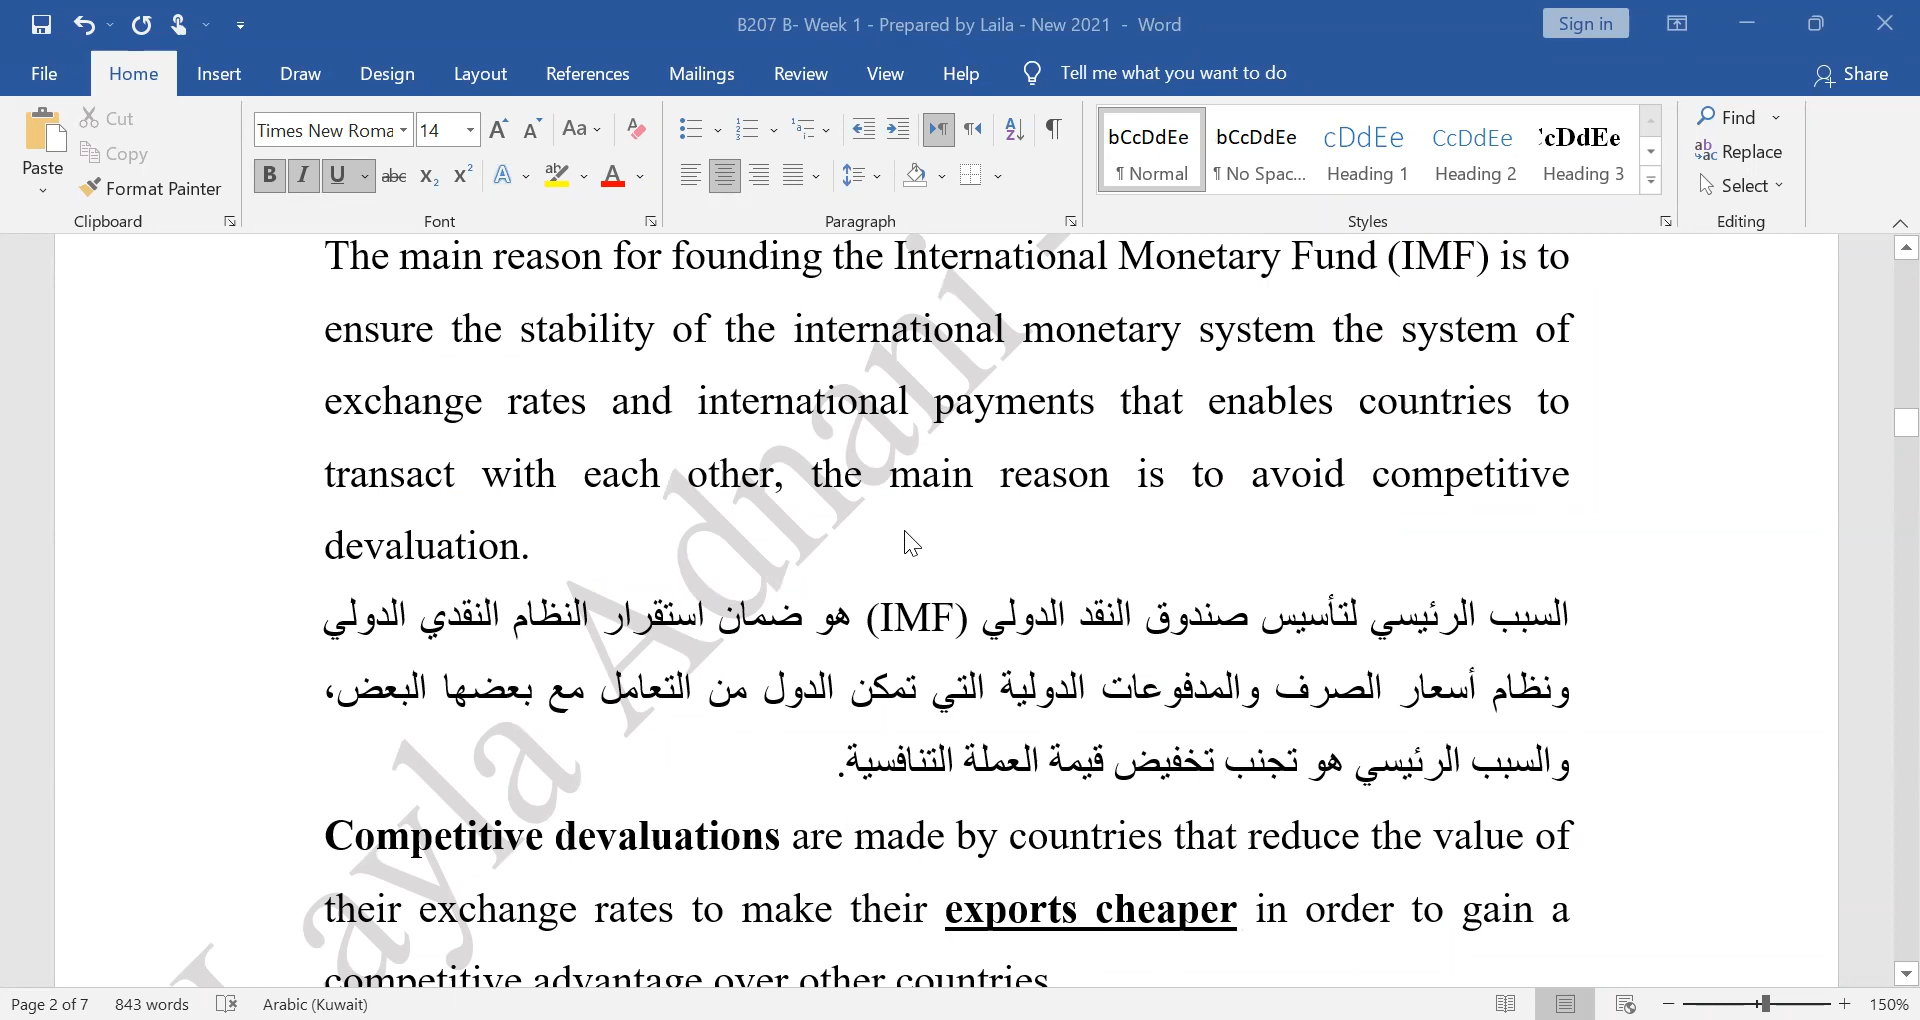 B207 B- Week 1 - Prepared by Laila - New 2021 - Word
Sign in
File Home Insert Draw Design Layout References Mailings Review View Help Tell me what you want to do Share
Paste
Cut
Copy
Format Painter
Clipboard
Times New Roma 14
Font
Paragraph
bCcDdEe bCcDdEe cDdEe CcDdEe cDdEe
¶ Normal ¶ No Spac... Heading 1 Heading 2 Heading 3
Styles
Find
Replace
Select
Editing
The main reason for founding the International Monetary Fund (IMF) is to
ensure the stability of the international monetary system the system of
exchange rates and international payments that enables countries to
transact with each other, the main reason is to avoid competitive
devaluation.
السبب الرئيسي لتأسيس صندوق النقد الدولي (IMF) هو ضمان استقرار النظام النقدي الدولي
ونظام أسعار الصرف والمدفوعات الدولية التي تمكن الدول من التعامل مع بعضها البعض،
والسبب الرئيسي هو تجنب تخفيض قيمة العملة التنافسية.
Competitive devaluations are made by countries that reduce the value of
their exchange rates to make their exports cheaper in order to gain a
competitive advantage over other countries.
Layla Adnani -
Page 2 of 7 843 words Arabic (Kuwait) 150%